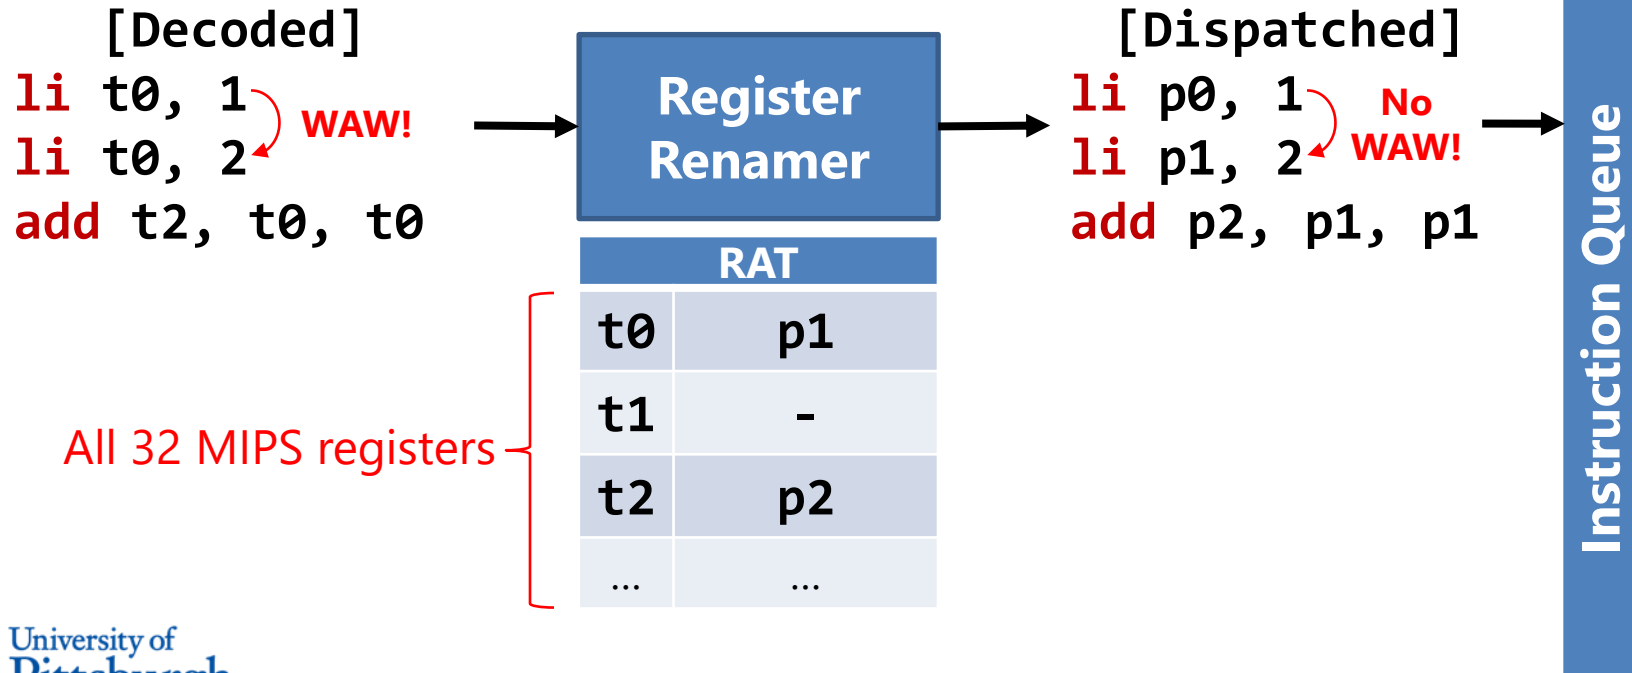 [Decoded]
li t0, 1
li t0, 2
add t2, t0, t0
WAW!
Register
Renamer
RAT
t0 p1
t1 -
t2 p2
... ...
All 32 MIPS registers
[Dispatched]
li p0, 1
li p1, 2
add p2, p1, p1
No
WAW!
Instruction Queue
University of
Pittsburgh